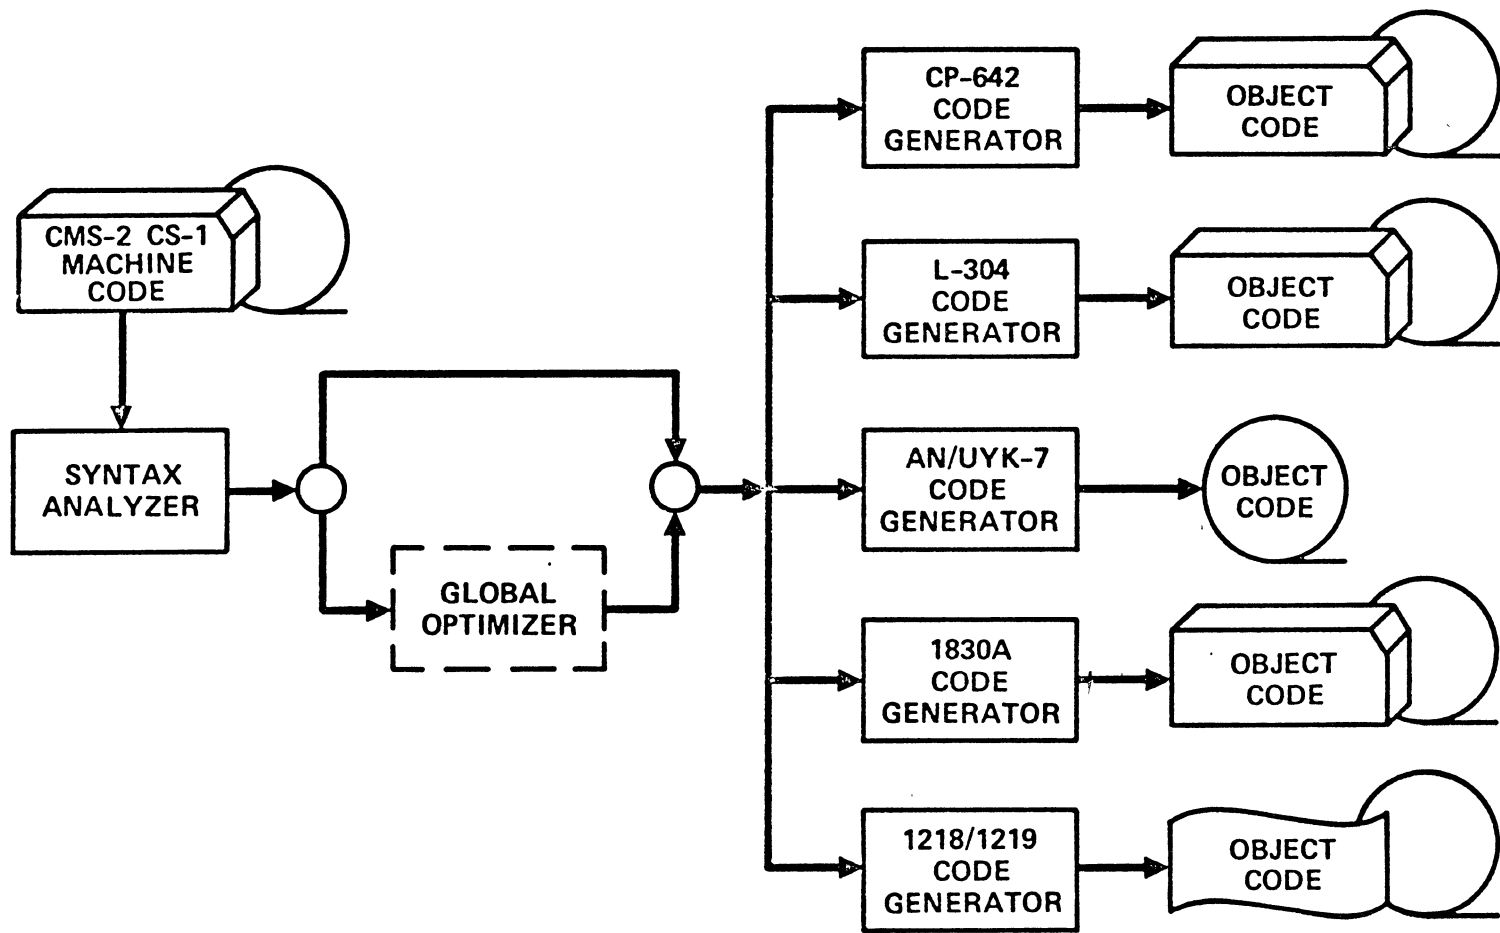 CMS-2 CS-1
MACHINE
CODE
SYNTAX
ANALYZER
GLOBAL
OPTIMIZER
CP-642
CODE
GENERATOR
OBJECT
CODE
L-304
CODE
GENERATOR
OBJECT
CODE
AN/UYK-7
CODE
GENERATOR
OBJECT
CODE
1830A
CODE
GENERATOR
OBJECT
CODE
1218/1219
CODE
GENERATOR
OBJECT
CODE